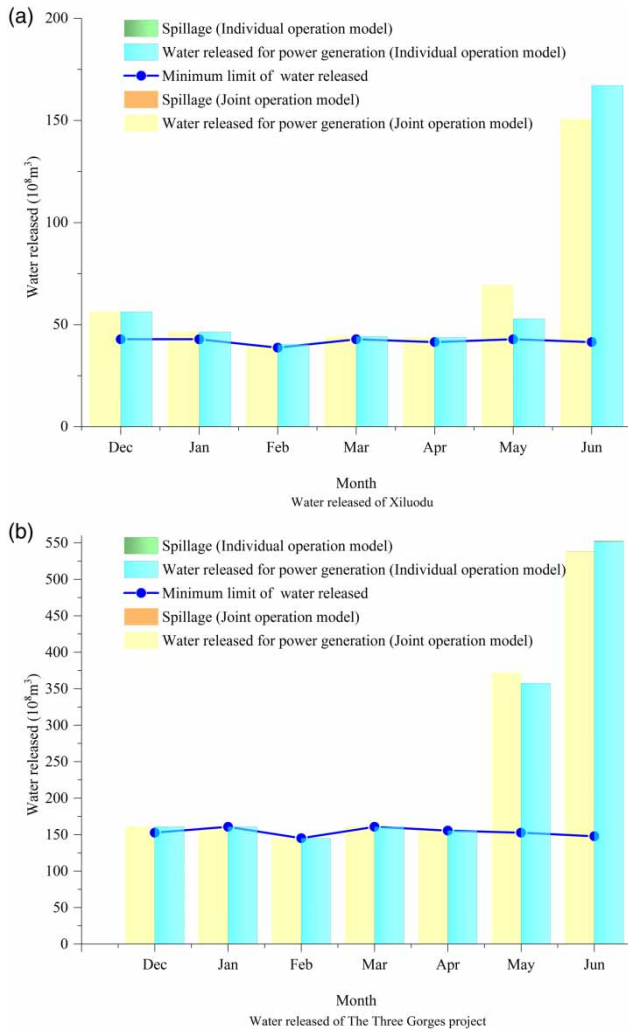 (a)
200
150
100
50
0
Water released (10⁸m³)
Spillage (Individual operation model)
Water released for power generation (Individual operation model)
Minimum limit of water released
Spillage (Joint operation model)
Water released for power generation (Joint operation model)
Dec Jan Feb Mar Apr May Jun
Month
Water released of Xiluodu
(b)
550
500
450
400
350
300
250
200
150
100
50
0
Water released (10⁸m³)
Spillage (Individual operation model)
Water released for power generation (Individual operation model)
Minimum limit of water released
Spillage (Joint operation model)
Water released for power generation (Joint operation model)
Dec Jan Feb Mar Apr May Jun
Month
Water released of The Three Gorges project